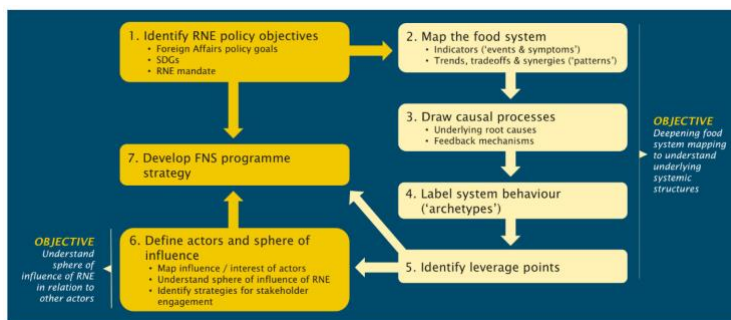 1. Identify RNE policy objectives
• Foreign Affairs policy goals
• SDGs
• RNE mandate
2. Map the food system
• Indicators (‘events & symptoms’)
• Trends, tradeoffs & synergies (‘patterns’)
3. Draw causal processes
• Underlying root causes
• Feedback mechanisms
OBJECTIVE
Deepening food
system mapping
to understand
underlying
systemic
structures
7. Develop FNS programme
strategy
4. Label system behaviour
(‘archetypes’)
OBJECTIVE
Understand
sphere of
influence of RNE
in relation to
other actors
6. Define actors and sphere of
influence
• Map influence / interest of actors
• Understand sphere of influence of RNE
• Identify strategies for stakeholder
engagement
5. Identify leverage points